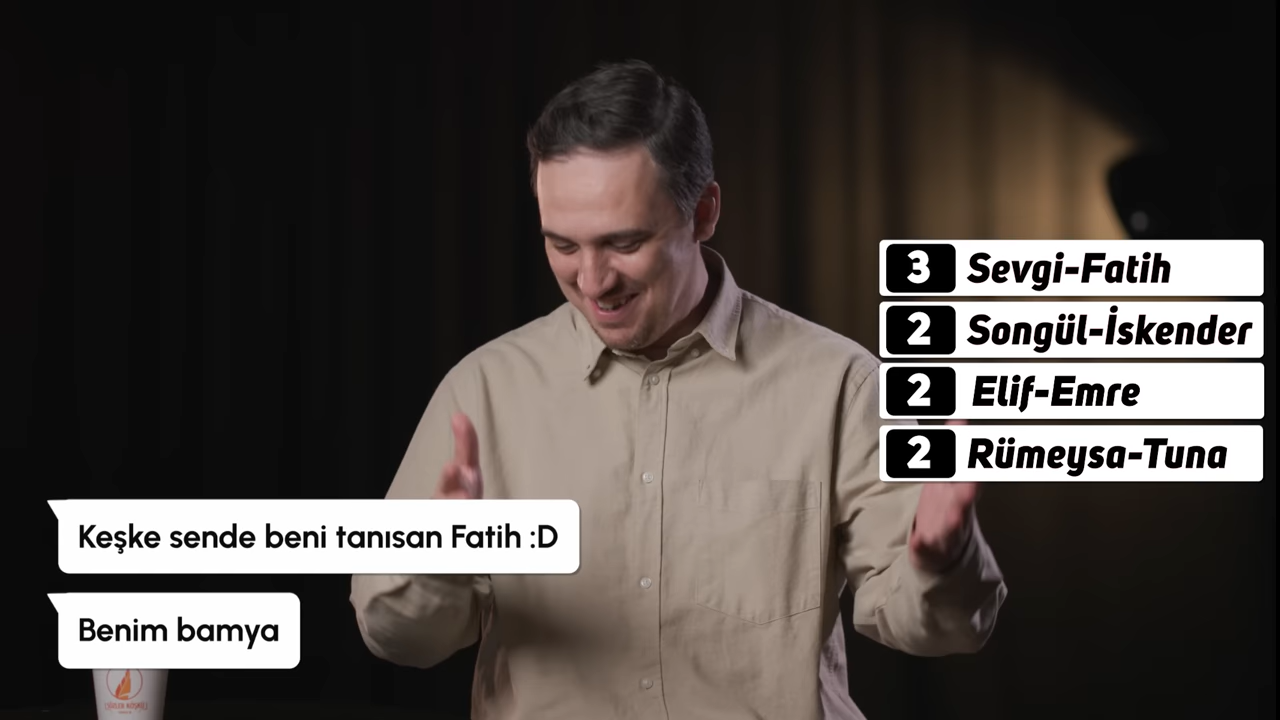 3 Sevgi-Fatih
2 Songül-İskender
2 Elif-Emre
2 Rümeysa-Tuna
Keşke sende beni tanısan Fatih :D
Benim bamya